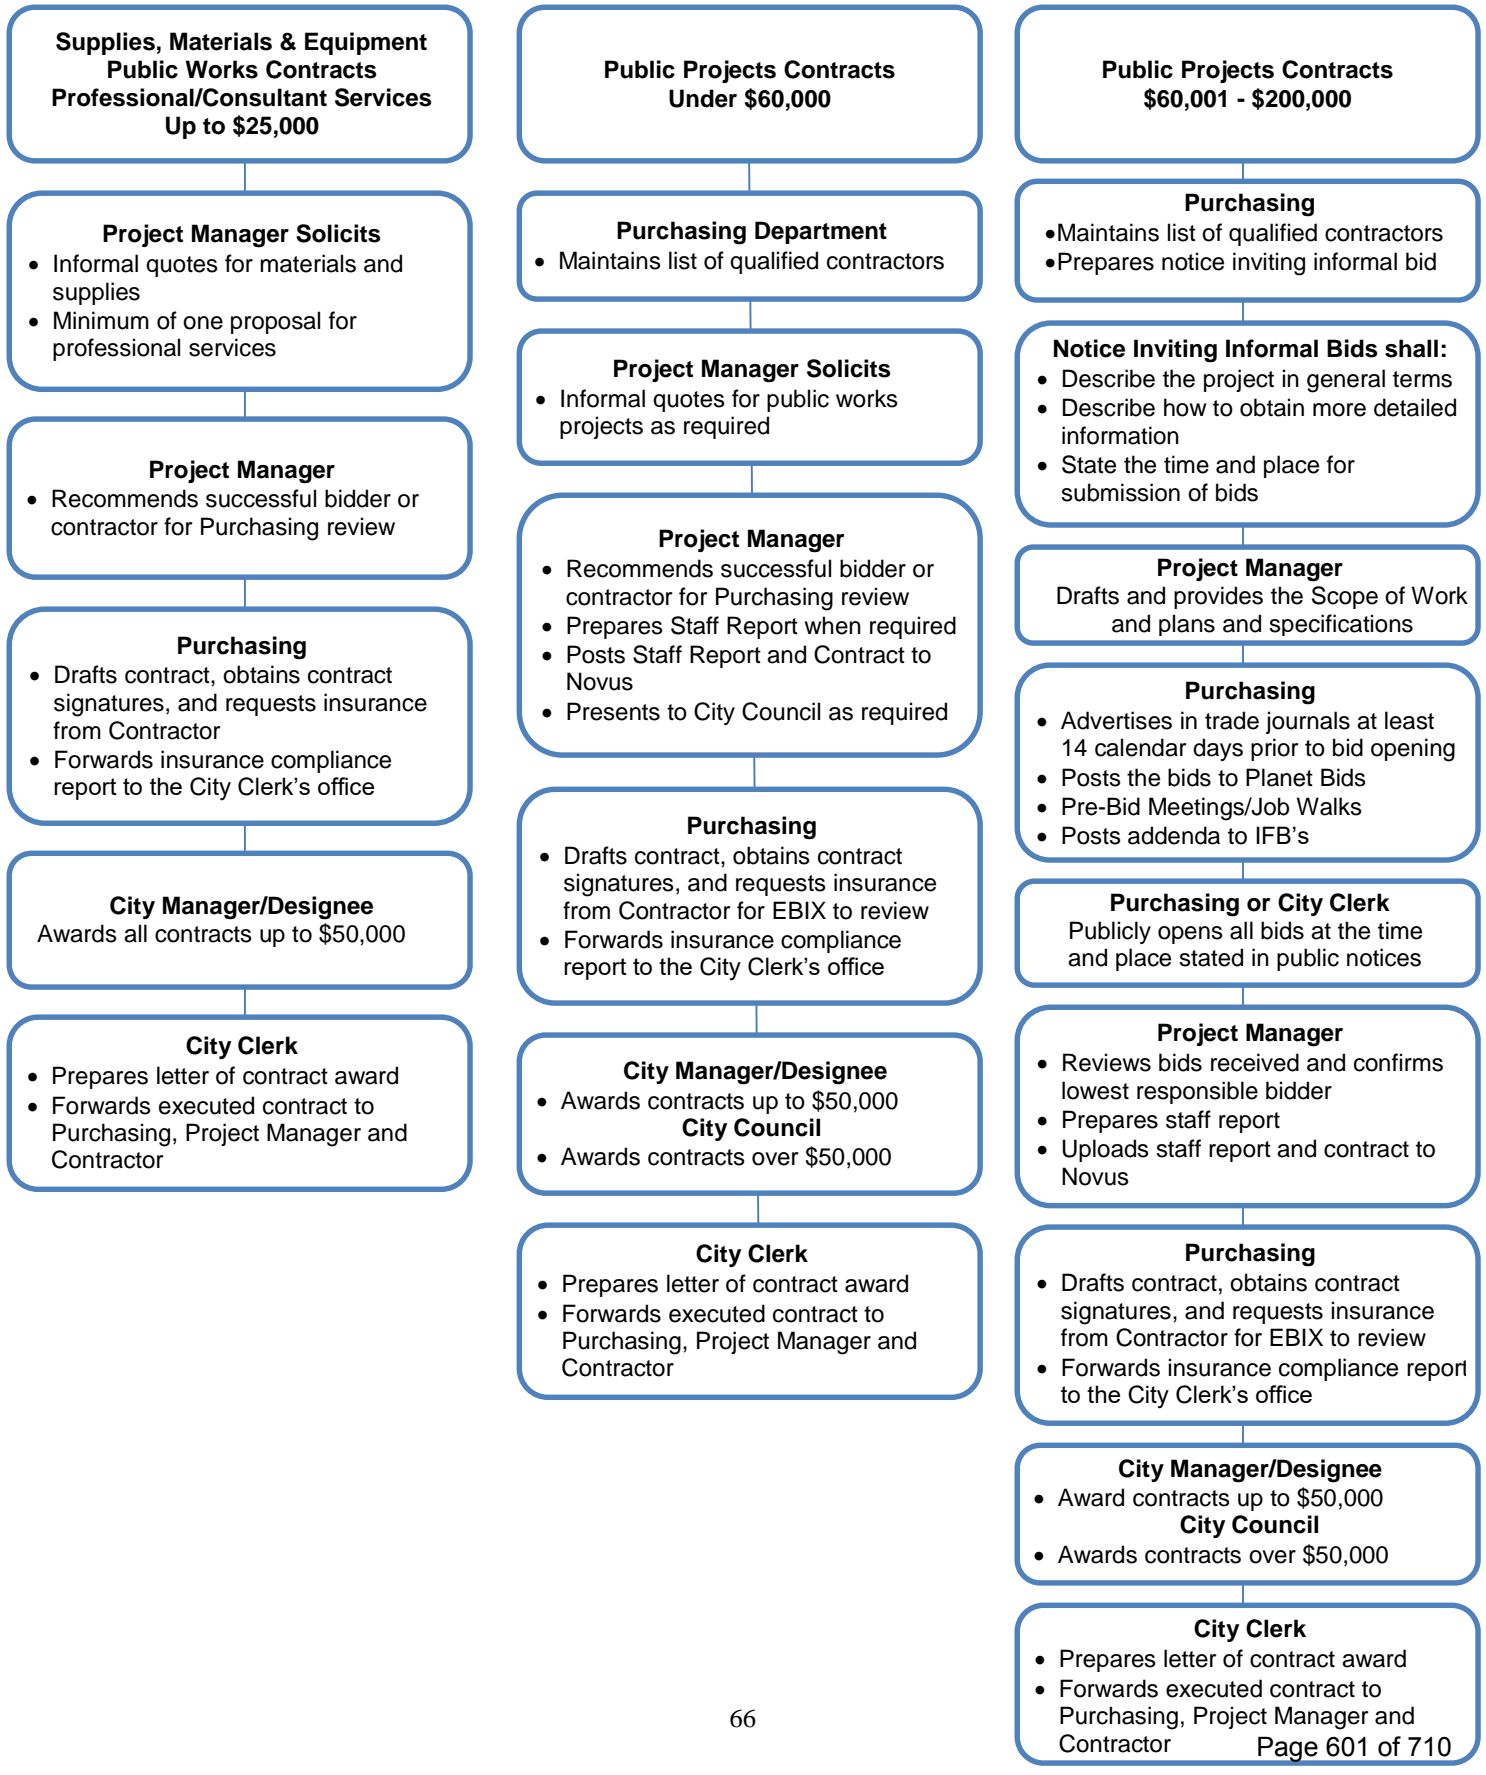 Supplies, Materials & Equipment
Public Works Contracts
Professional/Consultant Services
Up to $25,000
Project Manager Solicits
• Informal quotes for materials and
supplies
• Minimum of one proposal for
professional services
Project Manager
• Recommends successful bidder or
contractor for Purchasing review
Purchasing
• Drafts contract, obtains contract
signatures, and requests insurance
from Contractor
• Forwards insurance compliance
report to the City Clerk’s office
City Manager/Designee
Awards all contracts up to $50,000
City Clerk
• Prepares letter of contract award
• Forwards executed contract to
Purchasing, Project Manager and
Contractor
Public Projects Contracts
Under $60,000
Purchasing Department
• Maintains list of qualified contractors
Project Manager Solicits
• Informal quotes for public works
projects as required
Project Manager
• Recommends successful bidder or
contractor for Purchasing review
• Prepares Staff Report when required
• Posts Staff Report and Contract to
Novus
• Presents to City Council as required
Purchasing
• Drafts contract, obtains contract
signatures, and requests insurance
from Contractor for EBIX to review
• Forwards insurance compliance
report to the City Clerk’s office
City Manager/Designee
• Awards contracts up to $50,000
City Council
• Awards contracts over $50,000
City Clerk
• Prepares letter of contract award
• Forwards executed contract to
Purchasing, Project Manager and
Contractor
Public Projects Contracts
$60,001 - $200,000
Purchasing
•Maintains list of qualified contractors
•Prepares notice inviting informal bid
Notice Inviting Informal Bids shall:
• Describe the project in general terms
• Describe how to obtain more detailed
information
• State the time and place for
submission of bids
Project Manager
Drafts and provides the Scope of Work
and plans and specifications
Purchasing
• Advertises in trade journals at least
14 calendar days prior to bid opening
• Posts the bids to Planet Bids
• Pre-Bid Meetings/Job Walks
• Posts addenda to IFB’s
Purchasing or City Clerk
Publicly opens all bids at the time
and place stated in public notices
Project Manager
• Reviews bids received and confirms
lowest responsible bidder
• Prepares staff report
• Uploads staff report and contract to
Novus
Purchasing
• Drafts contract, obtains contract
signatures, and requests insurance
from Contractor for EBIX to review
• Forwards insurance compliance report
to the City Clerk’s office
City Manager/Designee
• Award contracts up to $50,000
City Council
• Awards contracts over $50,000
City Clerk
• Prepares letter of contract award
• Forwards executed contract to
Purchasing, Project Manager and
Contractor
66
Page 601 of 710